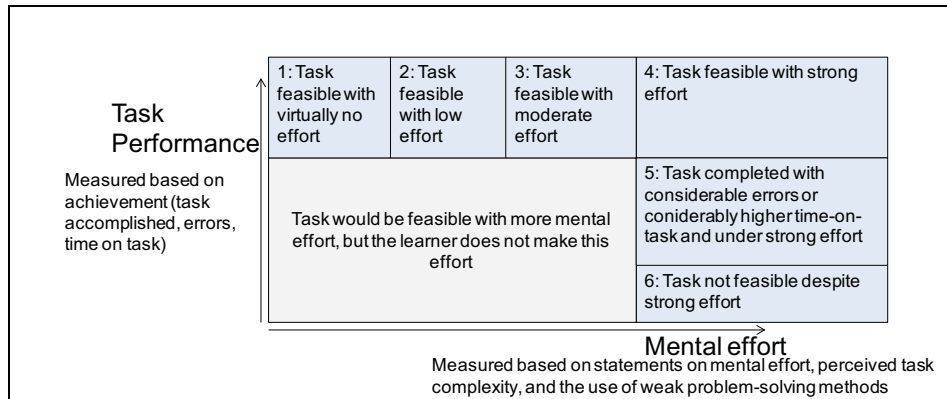 1: Task
feasible with
virtually no
effort
2: Task
feasible
with low
effort
3: Task
feasible with
moderate
effort
4: Task feasible with strong
effort
Task
Performance
Measured based on
achievement (task
accomplished, errors,
time on task)
Task would be feasible with more mental
effort, but the learner does not make this
effort
5: Task completed with
considerable errors or
coniderably higher time-on-
task and under strong effort
6: Task not feasible despite
strong effort
Mental effort
Measured based on statements on mental effort, perceived task
complexity, and the use of weak problem-solving methods